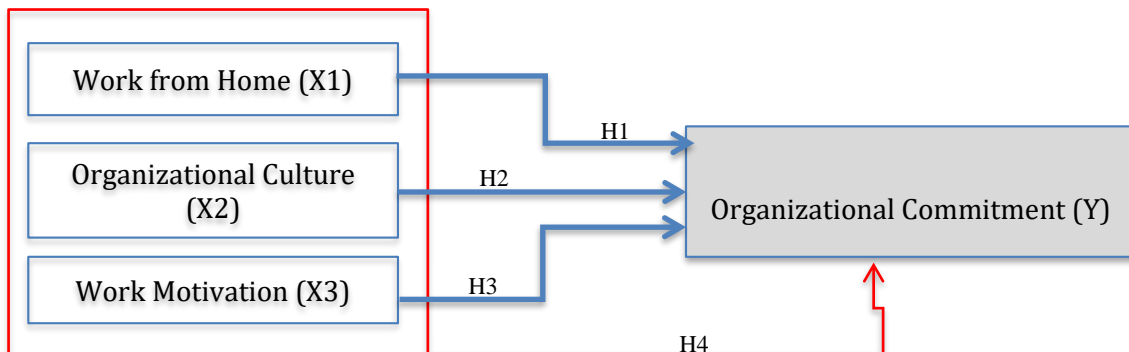 Work from Home (X1)
H1
Organizational Culture
(X2)
H2
Organizational Commitment (Y)
Work Motivation (X3)
H3
H4